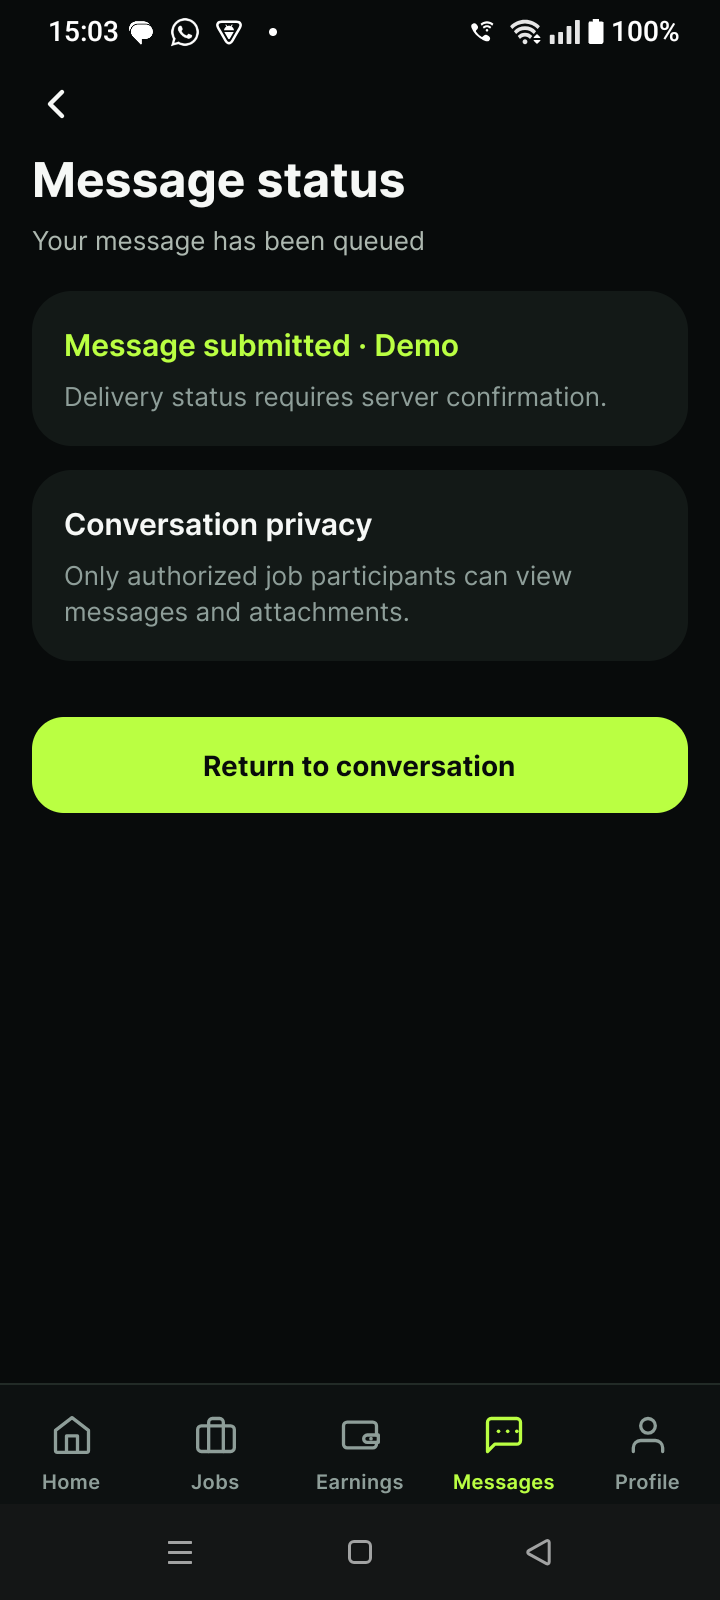 15:03
100%
Message status
Your message has been queued
Message submitted · Demo
Delivery status requires server confirmation.
Conversation privacy
Only authorized job participants can view
messages and attachments.
Return to conversation
Home
Jobs
Earnings
Messages
Profile